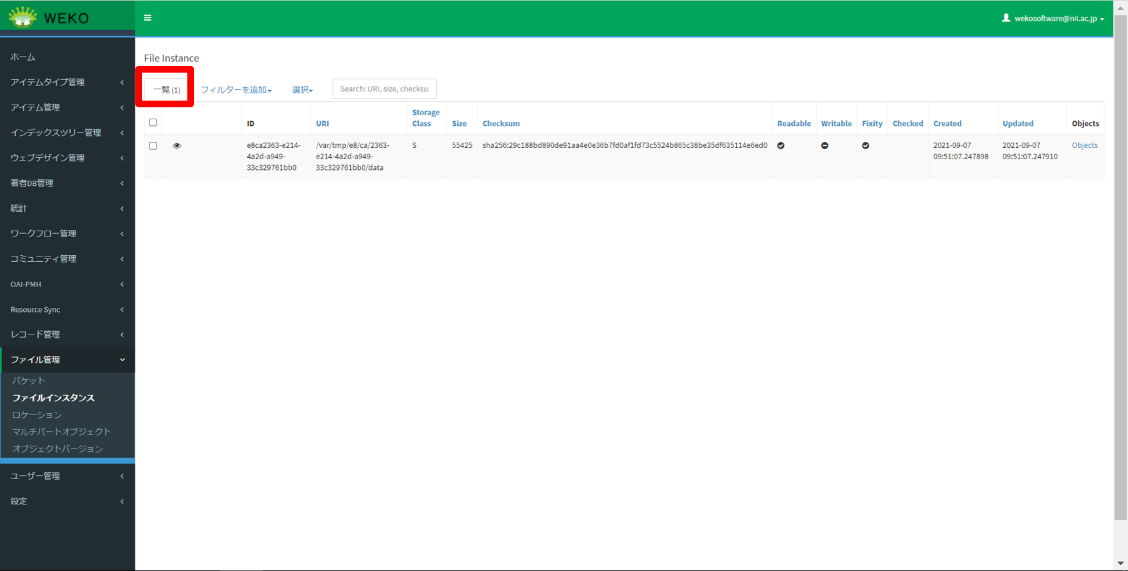 WEKO
wekosoftware@nii.ac.jp
ホーム
アイテムタイプ管理
アイテム管理
インデックスツリー管理
ウェブデザイン管理
著者DB管理
統計
ワークフロー管理
コミュニティ管理
OAI-PMH
Resource Sync
レコード管理
ファイル管理
バケット
ファイルインスタンス
ロケーション
マルチパートオブジェクト
オブジェクトバージョン
ユーザー管理
設定
File Instance
一覧 (1) フィルターを追加 選択 Search: URI, size, checksu
ID URI Storage Class Size Checksum Readable Writable Fixity Checked Created Updated Objects
e8ca2363-e214-4a2d-a949-33c329761bb0 /var/tmp/e8/ca/2363-e214-4a2d-a949-33c329761bb0/data S 55425 sha256:29c188bd890de91aa4e0e36b7fd0af1fd73c5524b865c38be35df635114e6ed0 2021-09-07 09:51:07.247898 2021-09-07 09:51:07.247910 Objects